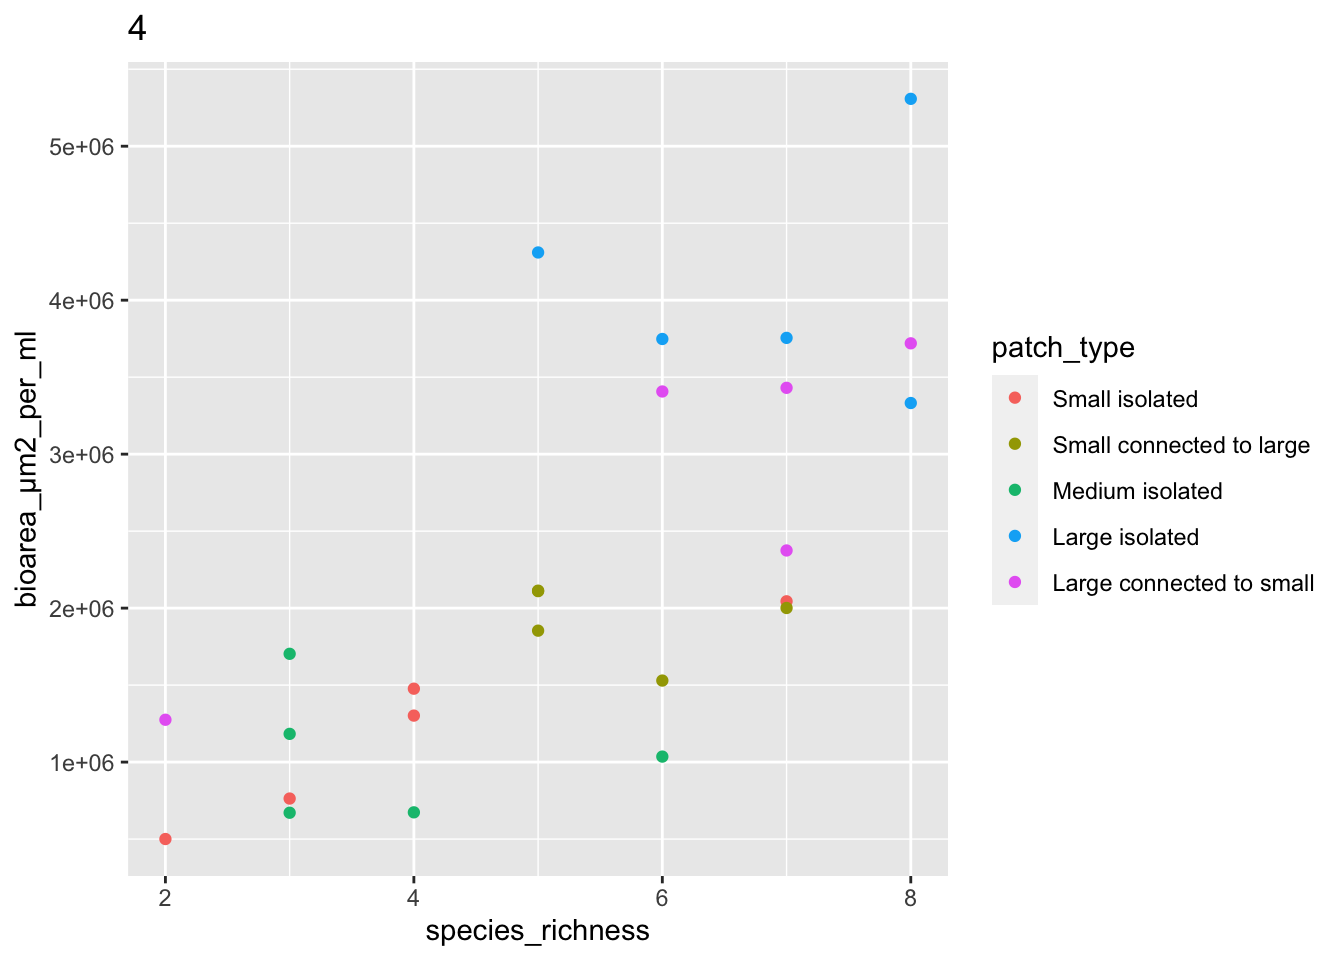 4
5e+06
4e+06
3e+06
2e+06
1e+06
bioarea_µm2_per_ml
2
4
6
8
species_richness
patch_type
Small isolated
Small connected to large
Medium isolated
Large isolated
Large connected to small